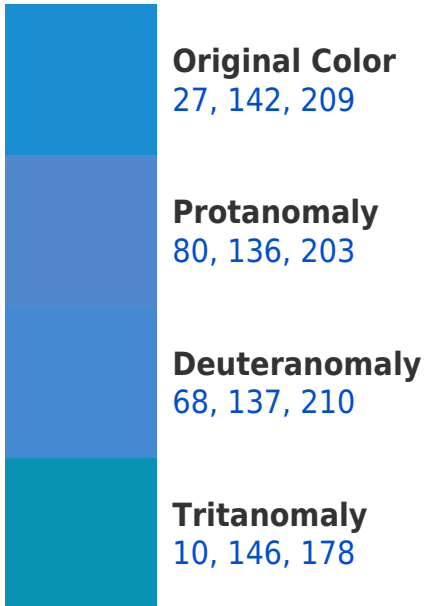 Original Color
27, 142, 209
Protanomaly
80, 136, 203
Deuteranomaly
68, 137, 210
Tritanomaly
10, 146, 178